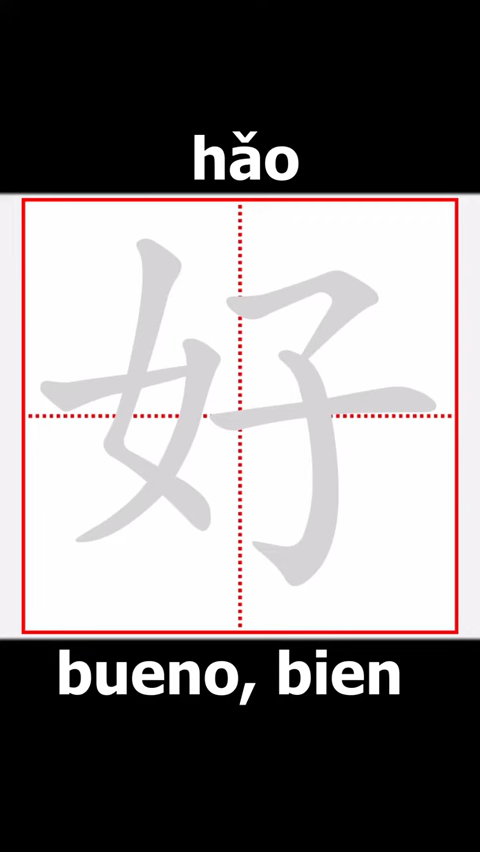 hǎo
好
bueno, bien